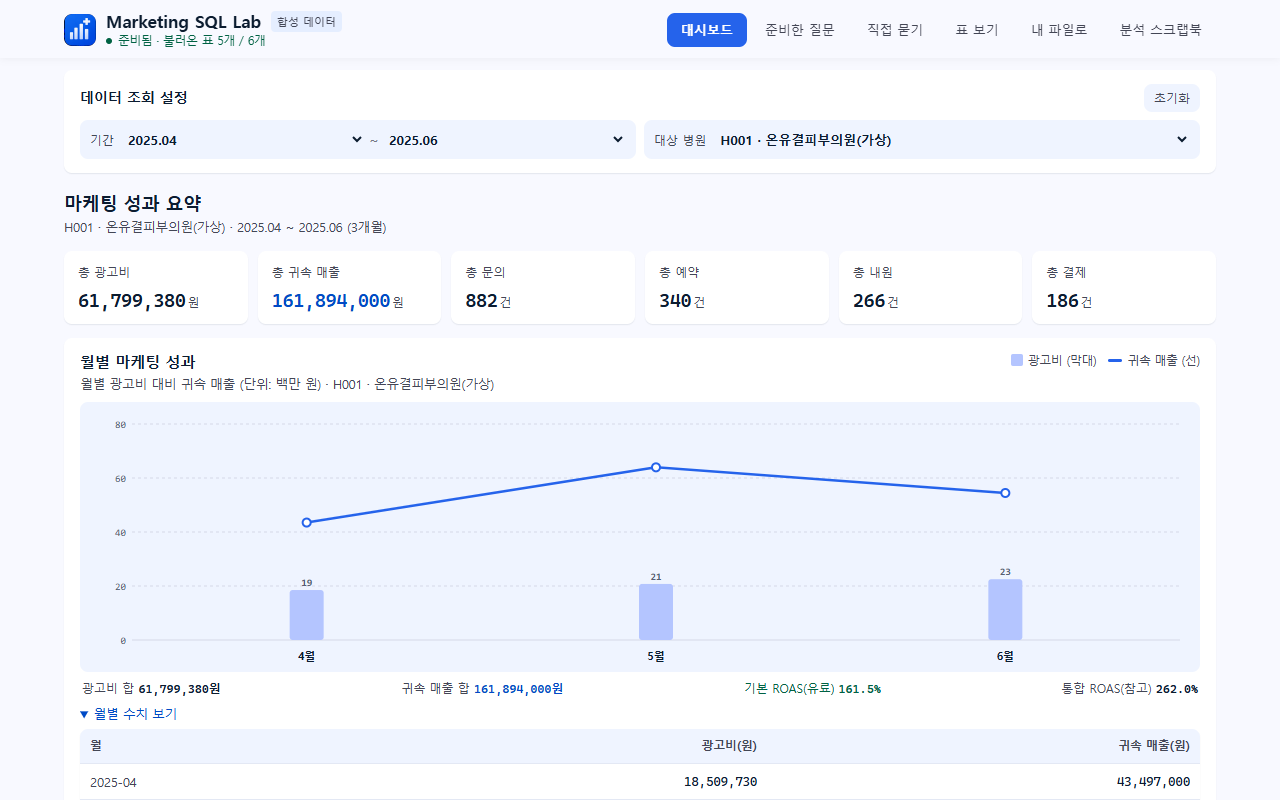 Marketing SQL Lab 합성 데이터
준비됨 · 불러온 표 5개 / 6개
대시보드 준비한 질문 직접 묻기 표 보기 내 파일로 분석 스크랩북
데이터 조회 설정 초기화
기간 2025.04 ~ 2025.06 대상 병원 H001 · 온유결피부의원(가상)
마케팅 성과 요약
H001 · 온유결피부의원(가상) · 2025.04 ~ 2025.06 (3개월)
총 광고비 총 귀속 매출 총 문의 총 예약 총 내원 총 결제
61,799,380원 161,894,000원 882건 340건 266건 186건
월별 마케팅 성과 광고비 (막대) 귀속 매출 (선)
월별 광고비 대비 귀속 매출 (단위: 백만 원) · H001 · 온유결피부의원(가상)
80
60
40
20
0
19 21 23
4월 5월 6월
광고비 합 61,799,380원 귀속 매출 합 161,894,000원 기본 ROAS(유료) 161.5% 통합 ROAS(참고) 262.0%
▼ 월별 수치 보기
월 광고비(원) 귀속 매출(원)
2025-04 18,509,730 43,497,000